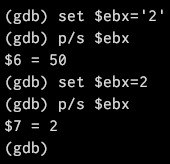 (gdb) set $ebx='2'
(gdb) p/s $ebx
$6 = 50
(gdb) set $ebx=2
(gdb) p/s $ebx
$7 = 2
(gdb)